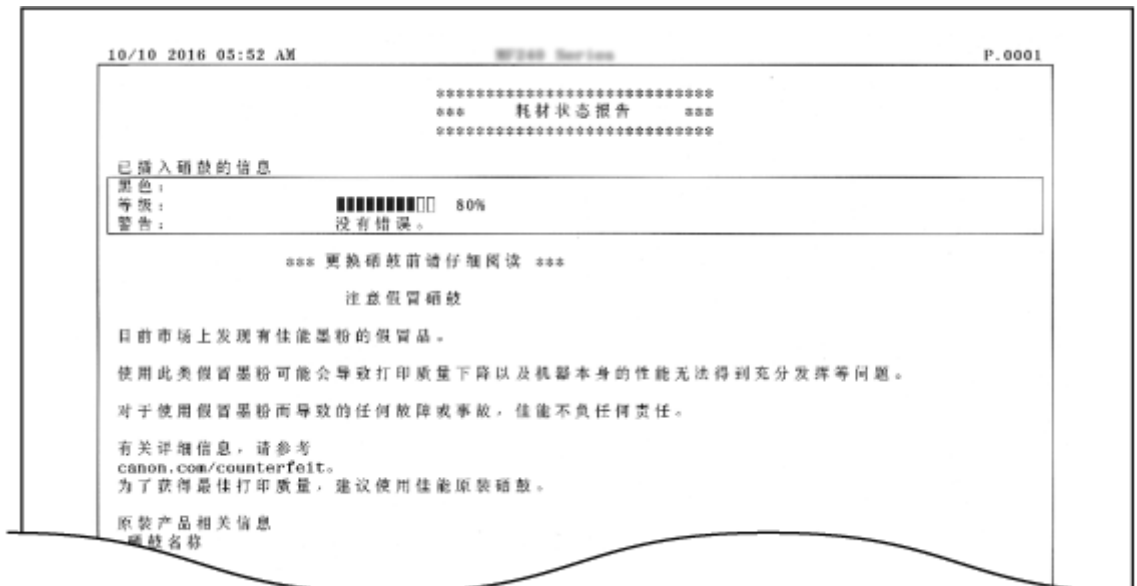 10/10 2016 05:52 AM MF240 Series P.0001
****************************
*** 耗材状态报告 ***
****************************
已插入硒鼓的信息
黑色:
等级: 80%
警告: 没有错误。
*** 更换硒鼓前请仔细阅读 ***
注意假冒硒鼓
目前市场上发现有佳能墨粉的假冒品。
使用此类假冒墨粉可能会导致打印质量下降以及机器本身的性能无法得到充分发挥等问题。
对于使用假冒墨粉而导致的任何故障或事故，佳能不负任何责任。
有关详细信息，请参考
canon.com/counterfeit。
为了获得最佳打印质量，建议使用佳能原装硒鼓。
原装产品相关信息
硒鼓名称